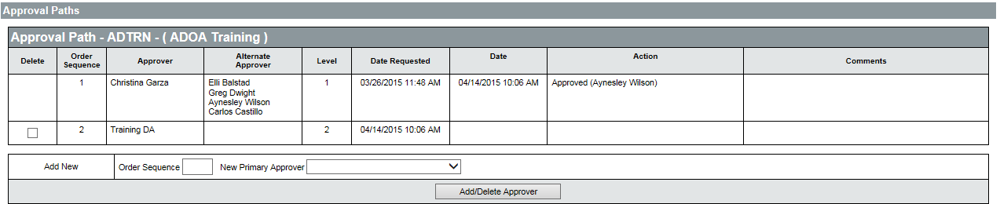 Approval Paths
Approval Path - ADTRN - ( ADOA Training )
Delete Order Sequence Approver Alternate Approver Level Date Requested Date Action Comments
1 Christina Garza Elli Balstad 1 03/26/2015 11:48 AM 04/14/2015 10:06 AM Approved (Aynesley Wilson)
Greg Dwight
Aynesley Wilson
Carlos Castillo
2 Training DA 2 04/14/2015 10:06 AM
Add New Order Sequence New Primary Approver
Add/Delete Approver